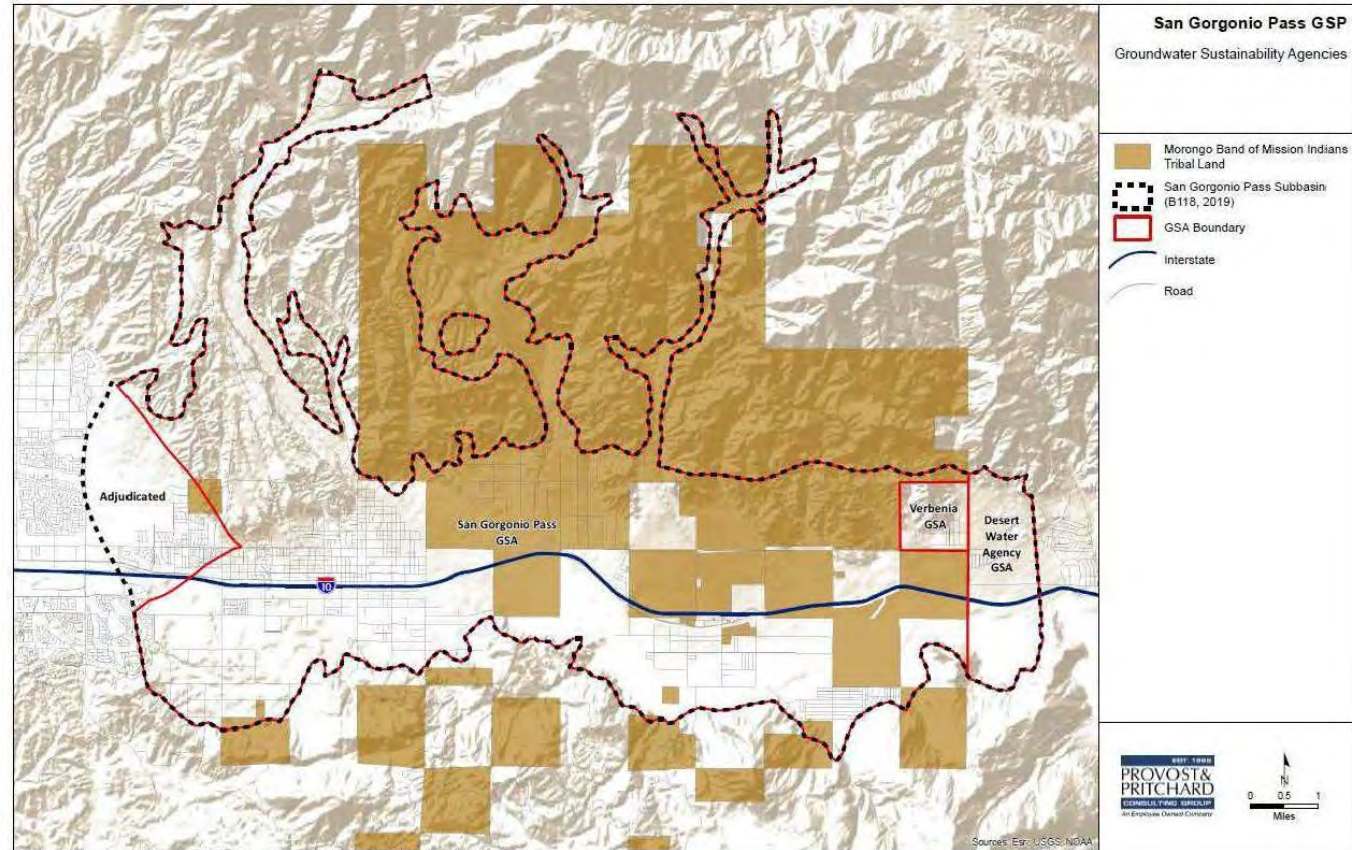 San Gorgonio Pass GSP
Groundwater Sustainability Agencies
Morongo Band of Mission Indians
Tribal Land
San Gorgonio Pass Subbasin
(B118, 2019)
GSA Boundary
Interstate
Road
Adjudicated
San Gorgonio Pass
GSA
Verbenia
GSA
Desert
Water
Agency
GSA
10
EST. 1968
PROVOST&
PRITCHARD
CONSULTING GROUP
An Employee Owned Company
N
0 0.5 1
Miles
Sources: Esri, USGS, NOAA